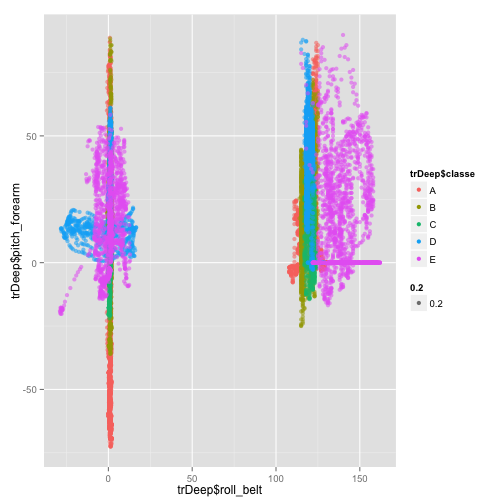 trDeep$pitch_forearm
50
0
-50
0
50
100
150
trDeep$roll_belt
trDeep$classe
A
B
C
D
E
0.2
0.2